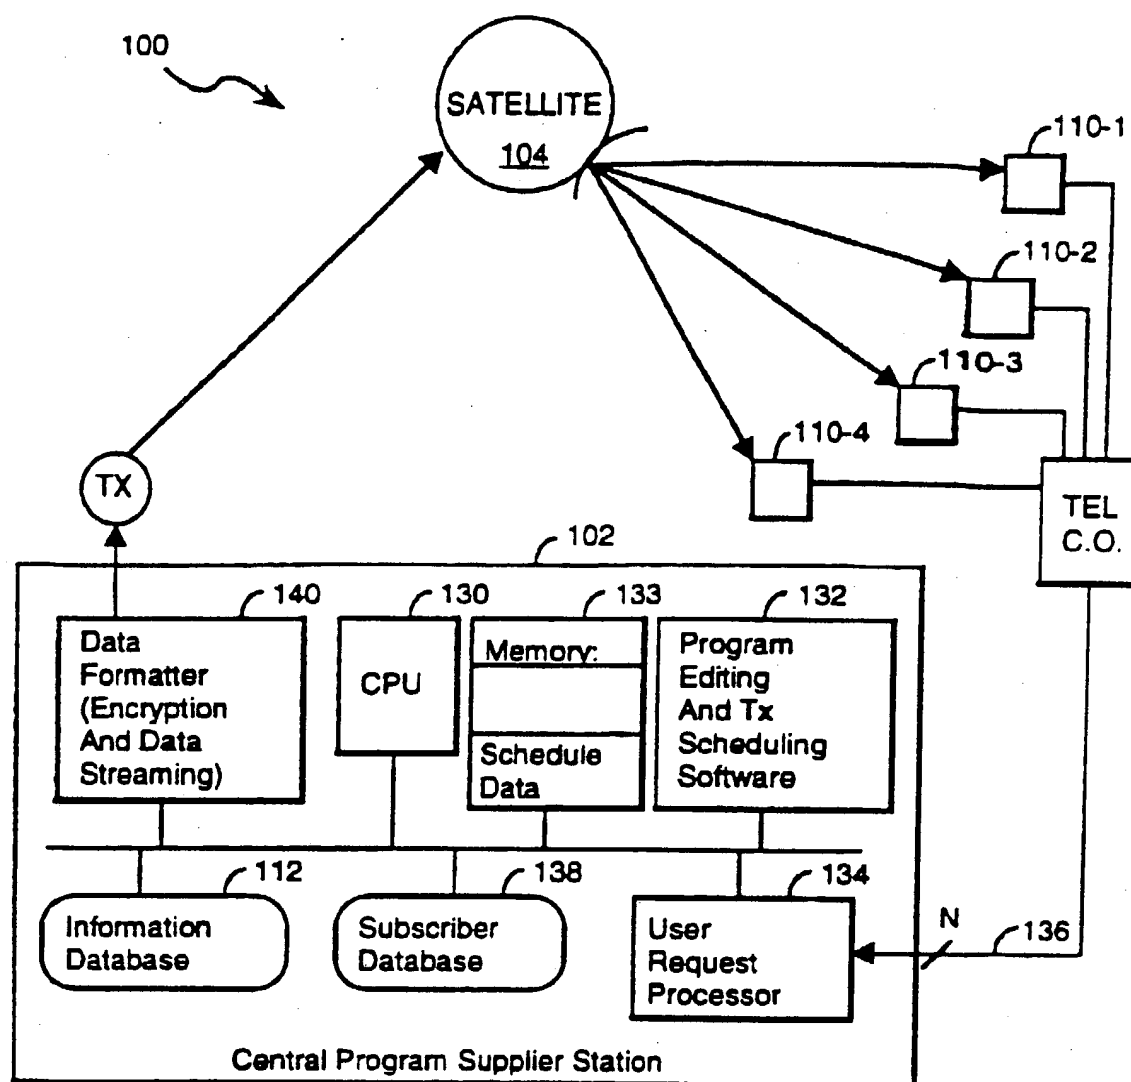 100
SATELLITE
104
110-1
110-2
110-3
110-4
TX
TEL
C.O.
102
140
130
133
132
Data
Formatter
(Encryption
And Data
Streaming)
CPU
Memory:
Schedule
Data
Program
Editing
And Tx
Scheduling
Software
112
138
134
Information
Database
Subscriber
Database
User
Request
Processor
N
136
Central Program Supplier Station